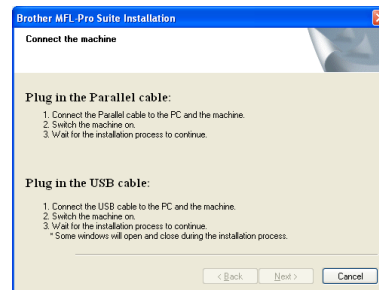 Brother MFL-Pro Suite Installation
Connect the machine
Plug in the Parallel cable:
1. Connect the Parallel cable to the PC and the machine.
2. Switch the machine on.
3. Wait for the installation process to continue.
Plug in the USB cable:
1. Connect the USB cable to the PC and the machine.
2. Switch the machine on.
3. Wait for the installation process to continue.
* Some windows will open and close during the installation process.
< Back Next > Cancel